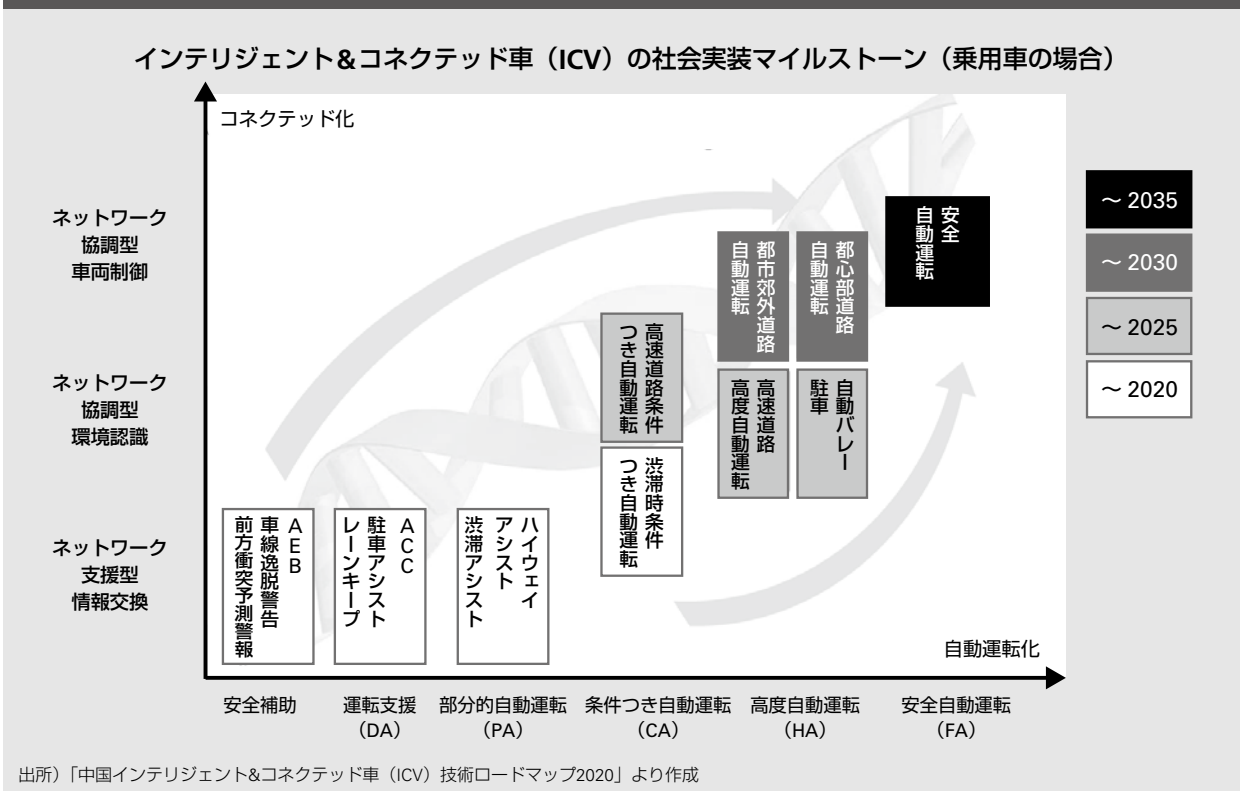 インテリジェント&コネクテッド車（ICV）の社会実装マイルストーン（乗用車の場合）
コネクテッド化
ネットワーク
協調型
車両制御
ネットワーク
協調型
環境認識
ネットワーク
支援型
情報交換
AEB
車線逸脱警告
前方衝突予測警報
ACC
駐車アシスト
レーンキープ
ハイウェイ
アシスト
渋滞アシスト
高速道路条件
つき自動運転
渋滞時条件
つき自動運転
都市郊外道路
自動運転
高速道路
高度自動運転
都心部道路
自動運転
自動バレー
駐車
安全
自動運転
～2035
～2030
～2025
～2020
自動運転化
安全補助
運転支援
（DA）
部分的自動運転
（PA）
条件つき自動運転
（CA）
高度自動運転
（HA）
安全自動運転
（FA）
出所）「中国インテリジェント&コネクテッド車（ICV）技術ロードマップ2020」より作成